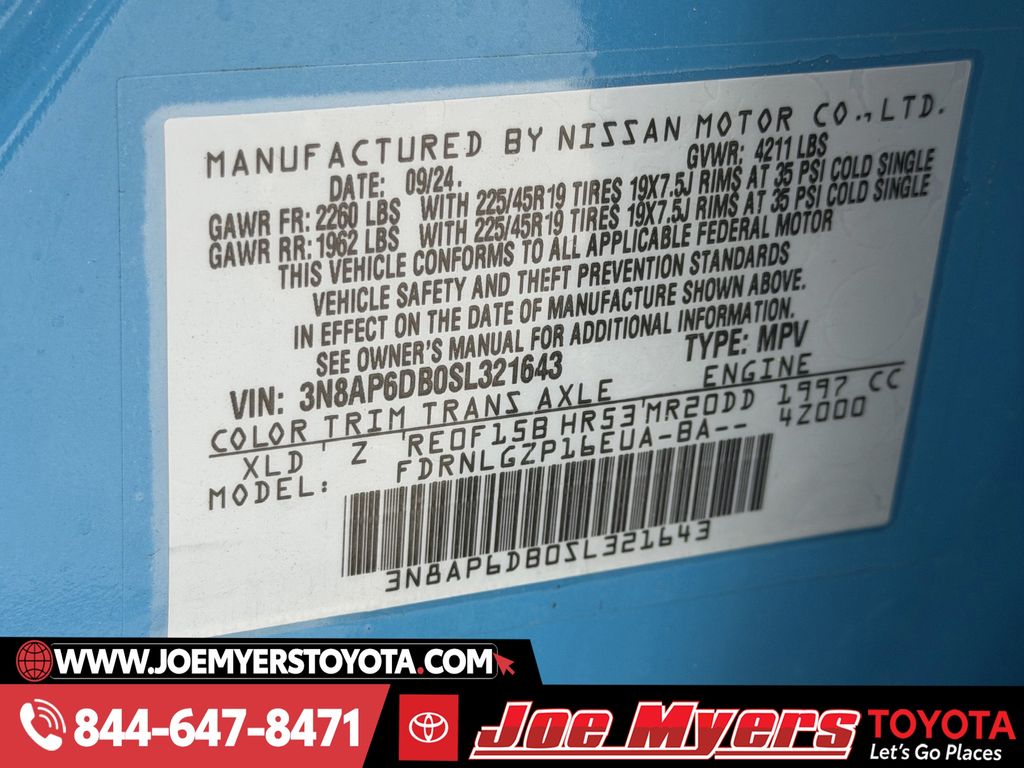 MANUFACTURED BY NISSAN MOTOR CO.,LTD.
DATE: 09/24. GVWR: 4211 LBS
GAWR FR: 2260 LBS WITH 225/45R19 TIRES 19X7.5J RIMS AT 35 PSI COLD SINGLE
GAWR RR: 1962 LBS WITH 225/45R19 TIRES 19X7.5J RIMS AT 35 PSI COLD SINGLE
THIS VEHICLE CONFORMS TO ALL APPLICABLE FEDERAL MOTOR
VEHICLE SAFETY AND THEFT PREVENTION STANDARDS
IN EFFECT ON THE DATE OF MANUFACTURE SHOWN ABOVE.
SEE OWNER'S MANUAL FOR ADDITIONAL INFORMATION.
VIN: 3N8AP6DB0SL321643 TYPE: MPV
COLOR TRIM TRANS AXLE ENGINE
XLD Z RE0F15B HR53 MR20DD 1997 CC
MODEL: FDRNLGZP16EUA-BA-- 42000
3N8AP6DB0SL321643
WWW.JOEMYERSTOYOTA.COM
844-647-8471
Joe Myers TOYOTA
Let's Go Places